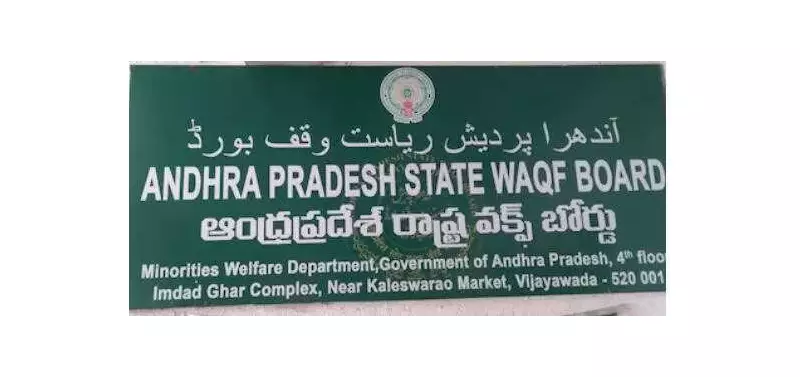 آندھرا پردیش ریاست وقف بورڈ
ANDHRA PRADESH STATE WAQF BOARD
ఆంధ్రప్రదేశ్ రాష్ట్ర వక్ఫ్ బోర్డు
Minorities Welfare Department,Government of Andhra Pradesh, 4th floor
Imdad Ghar Complex, Near Kaleswarao Market, Vijayawada - 520 001